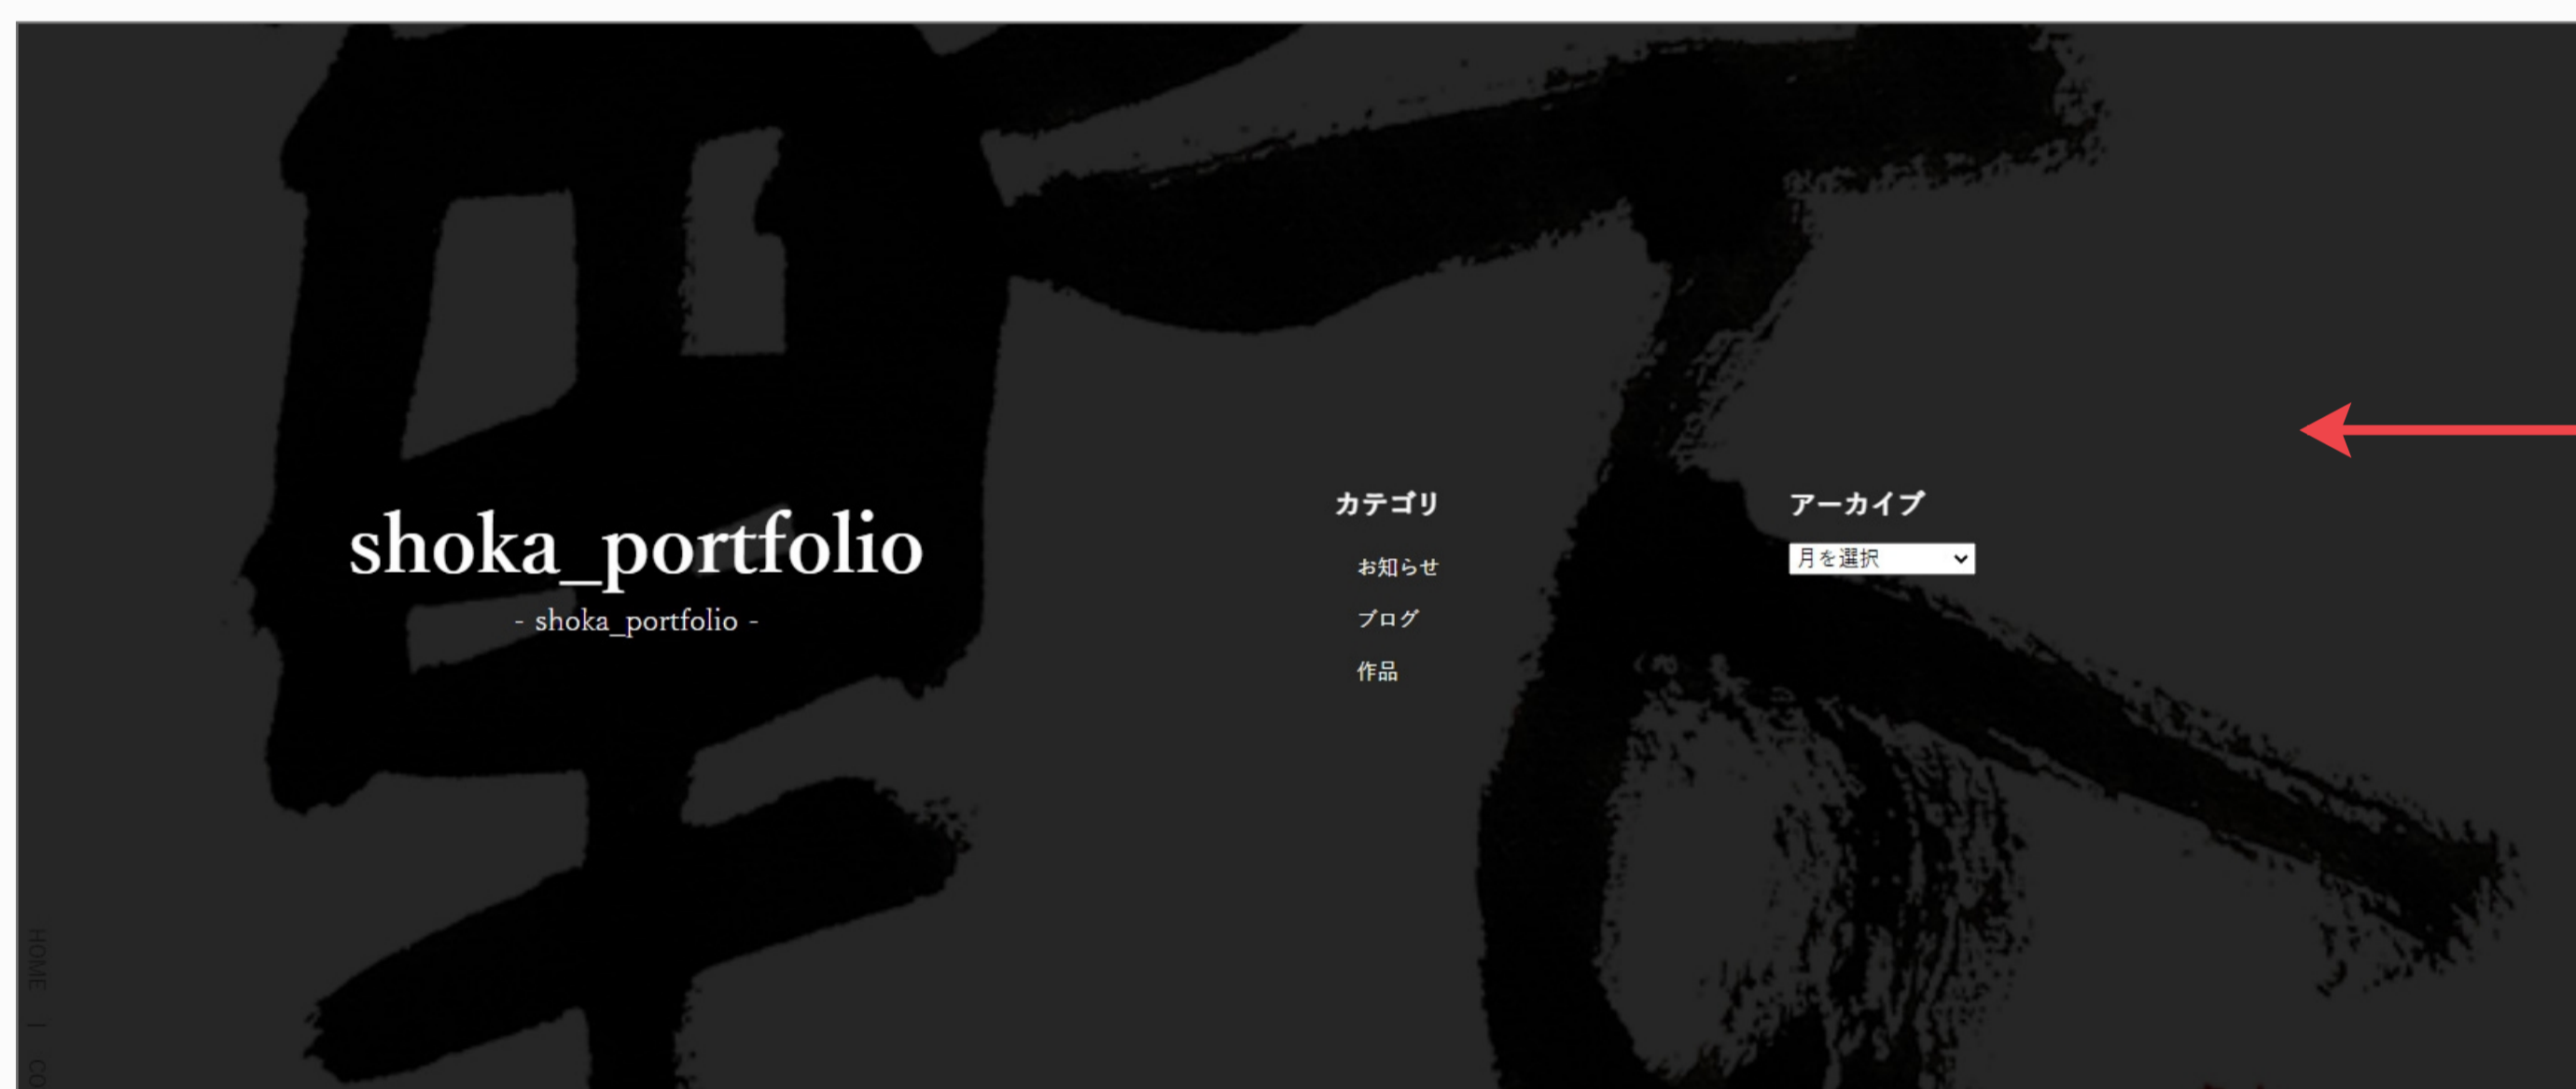 shoka_portfolio
- shoka_portfolio -
カテゴリ
お知らせ
ブログ
作品
アーカイブ
月を選択
HOME